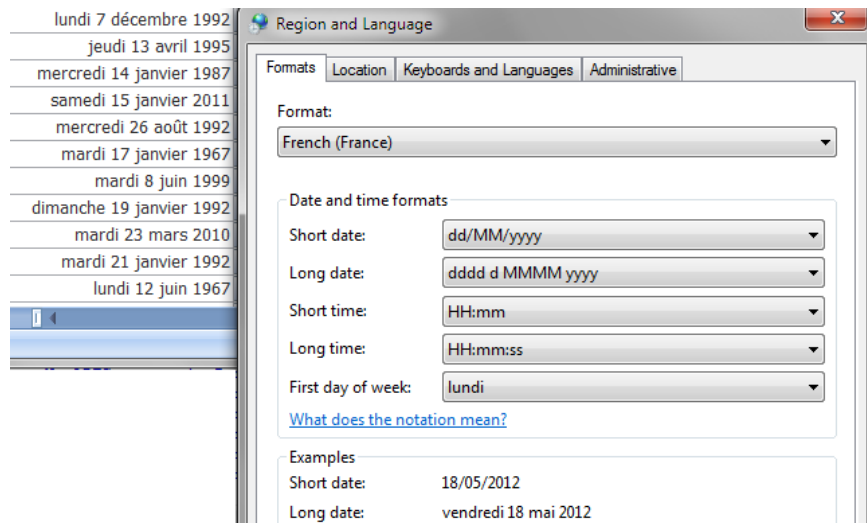 lundi 7 décembre 1992
jeudi 13 avril 1995
mercredi 14 janvier 1987
samedi 15 janvier 2011
mercredi 26 août 1992
mardi 17 janvier 1967
mardi 8 juin 1999
dimanche 19 janvier 1992
mardi 23 mars 2010
mardi 21 janvier 1992
lundi 12 juin 1967
Region and Language
Formats Location Keyboards and Languages Administrative
Format:
French (France)
Date and time formats
Short date: dd/MM/yyyy
Long date: dddd d MMMM yyyy
Short time: HH:mm
Long time: HH:mm:ss
First day of week: lundi
What does the notation mean?
Examples
Short date: 18/05/2012
Long date: vendredi 18 mai 2012